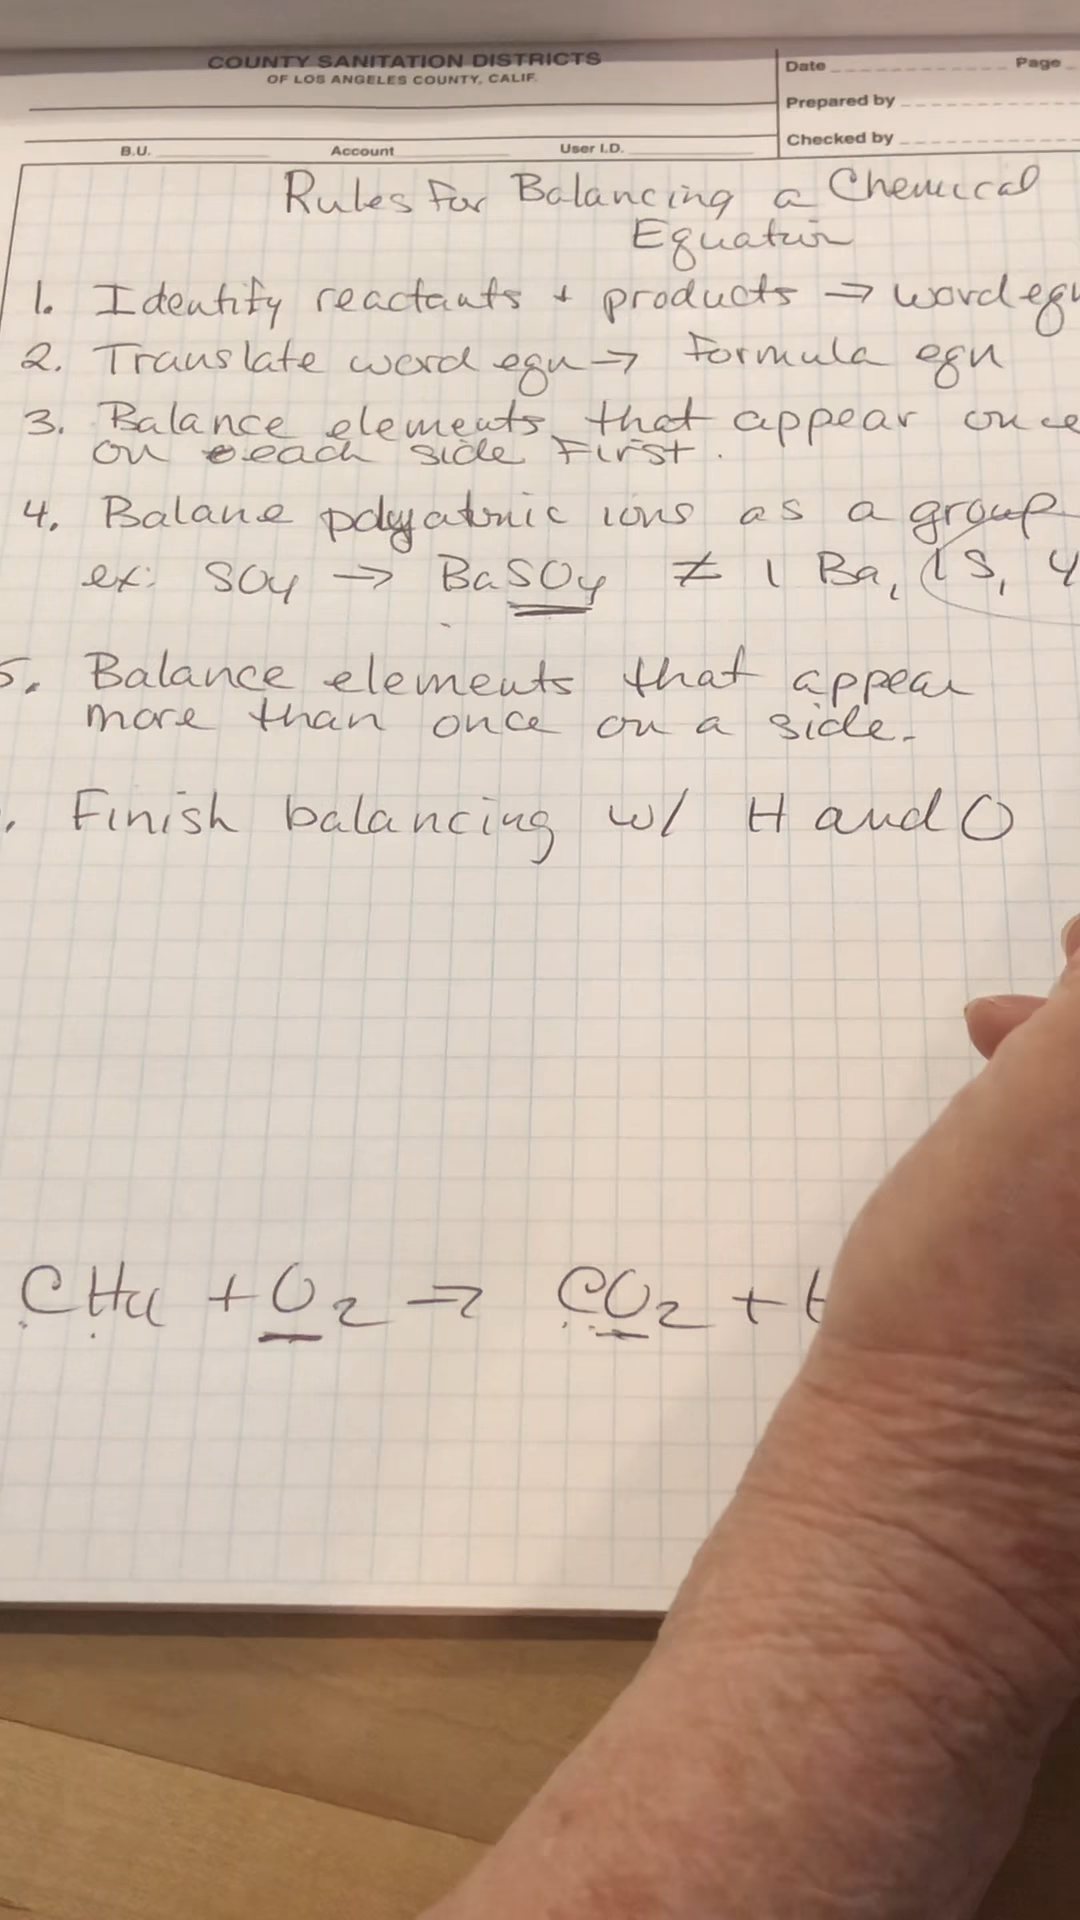 COUNTY SANITATION DISTRICTS
OF LOS ANGELES COUNTY, CALIF.
Date Page
Prepared by
Checked by
B.U. Account User I.D.
Rules for Balancing a Chemical
Equation
1. Identify reactants + products → word eqn
2. Translate word eqn → Formula eqn
3. Balance elements that appear once
on each side First.
4. Balane polyatomic ions as a group
ex: SO4 → BaSO4 ≠ 1 Ba, 1 S, 4
5. Balance elements that appear
more than once on a side.
Finish balancing w/ H and O
CH4 + O2 → CO2 +